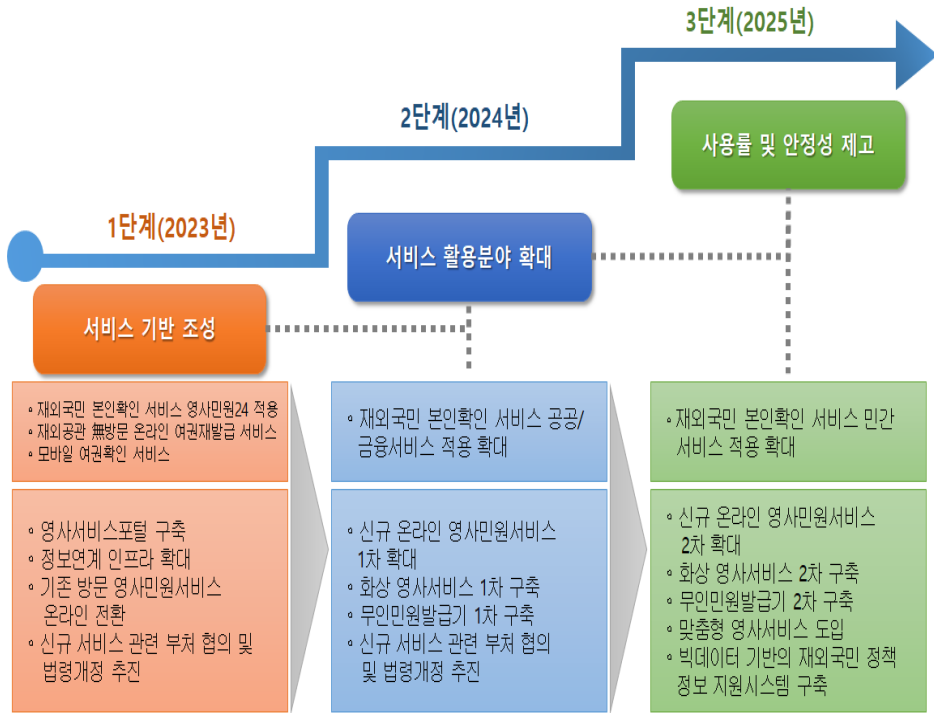 3단계(2025년)
2단계(2024년)
사용률 및 안정성 제고
1단계(2023년)
서비스 활용분야 확대
서비스 기반 조성
∘ 재외국민 본인확인 서비스 영사민원24 적용
∘ 재외공관 無방문 온라인 여권재발급 서비스
∘ 모바일 여권확인 서비스
∘ 영사서비스포털 구축
∘ 정보연계 인프라 확대
∘ 기존 방문 영사민원서비스
온라인 전환
∘ 신규 서비스 관련 부처 협의 및
법령개정 추진
∘ 재외국민 본인확인 서비스 공공/
금융서비스 적용 확대
∘ 신규 온라인 영사민원서비스
1차 확대
∘ 화상 영사서비스 1차 구축
∘ 무인민원발급기 1차 구축
∘ 신규 서비스 관련 부처 협의
및 법령개정 추진
∘ 재외국민 본인확인 서비스 민간
서비스 적용 확대
∘ 신규 온라인 영사민원서비스
2차 확대
∘ 화상 영사서비스 2차 구축
∘ 무인민원발급기 2차 구축
∘ 맞춤형 영사서비스 도입
∘ 빅데이터 기반의 재외국민 정책
정보 지원시스템 구축